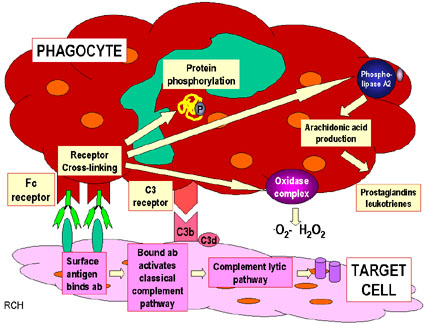 PHAGOCYTE
Protein
phosphorylation
P
Phospho-
lipase A2
Arachidonic acid
production
Receptor
Cross-linking
Fc
receptor
C3
receptor
Oxidase
complex
Prostaglandins
leukotrienes
·O2- H2O2
C3b
C3d
Surface
antigen
binds ab
Bound ab
activates
classical
complement
pathway
Complement lytic
pathway
TARGET
CELL
RCH